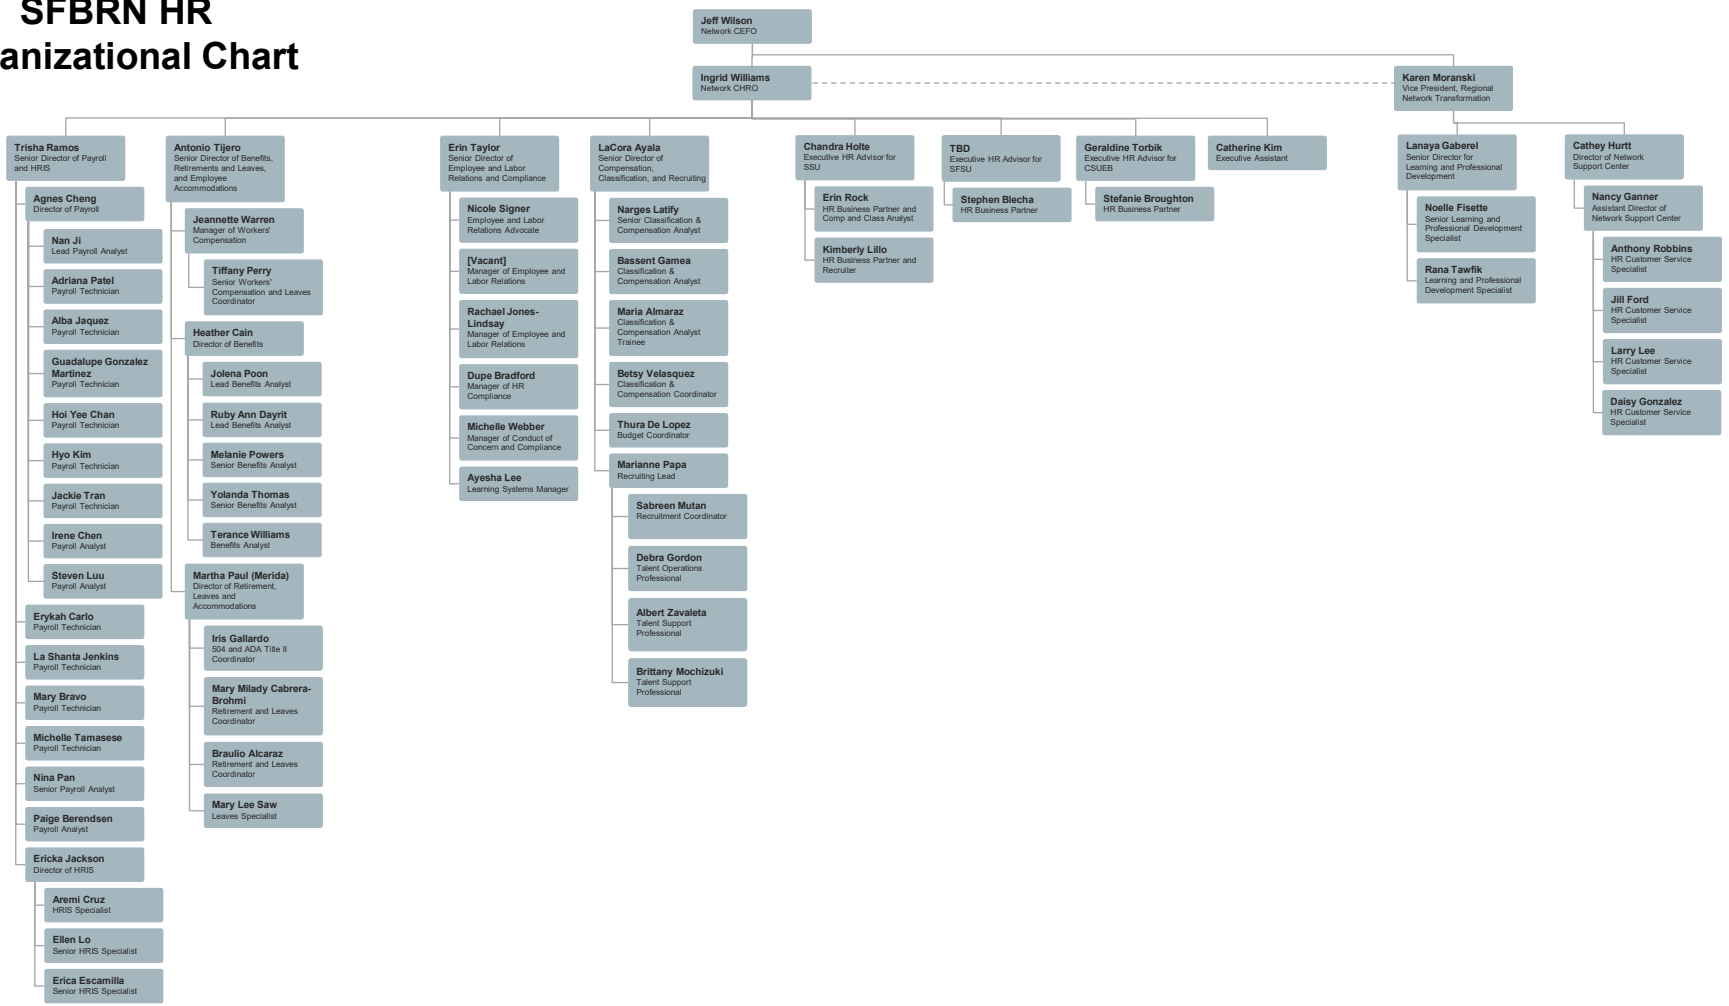 SFBRN HR
anizational Chart
Jeff Wilson
Network CEFO
Ingrid Williams
Network CHRO
Karen Moranski
Vice President, Regional
Network Transformation
Trisha Ramos
Senior Director of Payroll
and HRIS
Agnes Cheng
Director of Payroll
Nan Ji
Lead Payroll Analyst
Adriana Patel
Payroll Technician
Alba Jaquez
Payroll Technician
Guadalupe Gonzalez
Martinez
Payroll Technician
Hoi Yee Chan
Payroll Technician
Hyo Kim
Payroll Technician
Jackie Tran
Payroll Technician
Irene Chen
Payroll Analyst
Steven Luu
Payroll Analyst
Erykah Carlo
Payroll Technician
La Shanta Jenkins
Payroll Technician
Mary Bravo
Payroll Technician
Michelle Tamasese
Payroll Technician
Nina Pan
Senior Payroll Analyst
Paige Berendsen
Payroll Analyst
Ericka Jackson
Director of HRIS
Aremi Cruz
HRIS Specialist
Ellen Lo
Senior HRIS Specialist
Erica Escamilla
Senior HRIS Specialist
Antonio Tijero
Senior Director of Benefits,
Retirements and Leaves,
and Employee
Accommodations
Jeannette Warren
Manager of Workers'
Compensation
Tiffany Perry
Senior Workers'
Compensation and Leaves
Coordinator
Heather Cain
Director of Benefits
Jolena Poon
Lead Benefits Analyst
Ruby Ann Dayrit
Lead Benefits Analyst
Melanie Powers
Senior Benefits Analyst
Yolanda Thomas
Senior Benefits Analyst
Terance Williams
Benefits Analyst
Martha Paul (Merida)
Director of Retirement,
Leaves and
Accommodations
Iris Gallardo
504 and ADA Title II
Coordinator
Mary Milady Cabrera-
Brohmi
Retirement and Leaves
Coordinator
Braulio Alcaraz
Retirement and Leaves
Coordinator
Mary Lee Saw
Leaves Specialist
Erin Taylor
Senior Director of
Employee and Labor
Relations and Compliance
Nicole Signer
Employee and Labor
Relations Advocate
[Vacant]
Manager of Employee and
Labor Relations
Rachael Jones-
Lindsay
Manager of Employee and
Labor Relations
Dupe Bradford
Manager of HR
Compliance
Michelle Webber
Manager of Conduct of
Concern and Compliance
Ayesha Lee
Learning Systems Manager
LaCora Ayala
Senior Director of
Compensation,
Classification, and Recruiting
Narges Latify
Senior Classification &
Compensation Analyst
Bassent Gamea
Classification &
Compensation Analyst
Maria Almaraz
Classification &
Compensation Analyst
Trainee
Betsy Velasquez
Classification &
Compensation Coordinator
Thura De Lopez
Budget Coordinator
Marianne Papa
Recruiting Lead
Sabreen Mutan
Recruitment Coordinator
Debra Gordon
Talent Operations
Professional
Albert Zavaleta
Talent Support
Professional
Brittany Mochizuki
Talent Support
Professional
Chandra Holte
Executive HR Advisor for
SSU
Erin Rock
HR Business Partner and
Comp and Class Analyst
Kimberly Lillo
HR Business Partner and
Recruiter
TBD
Executive HR Advisor for
SFSU
Stephen Blecha
HR Business Partner
Geraldine Torbik
Executive HR Advisor for
CSUEB
Stefanie Broughton
HR Business Partner
Catherine Kim
Executive Assistant
Lanaya Gaberel
Senior Director for
Learning and Professional
Development
Noelle Fisette
Senior Learning and
Professional Development
Specialist
Rana Tawfik
Learning and Professional
Development Specialist
Cathey Hurtt
Director of Network
Support Center
Nancy Ganner
Assistant Director of
Network Support Center
Anthony Robbins
HR Customer Service
Specialist
Jill Ford
HR Customer Service
Specialist
Larry Lee
HR Customer Service
Specialist
Daisy Gonzalez
HR Customer Service
Specialist